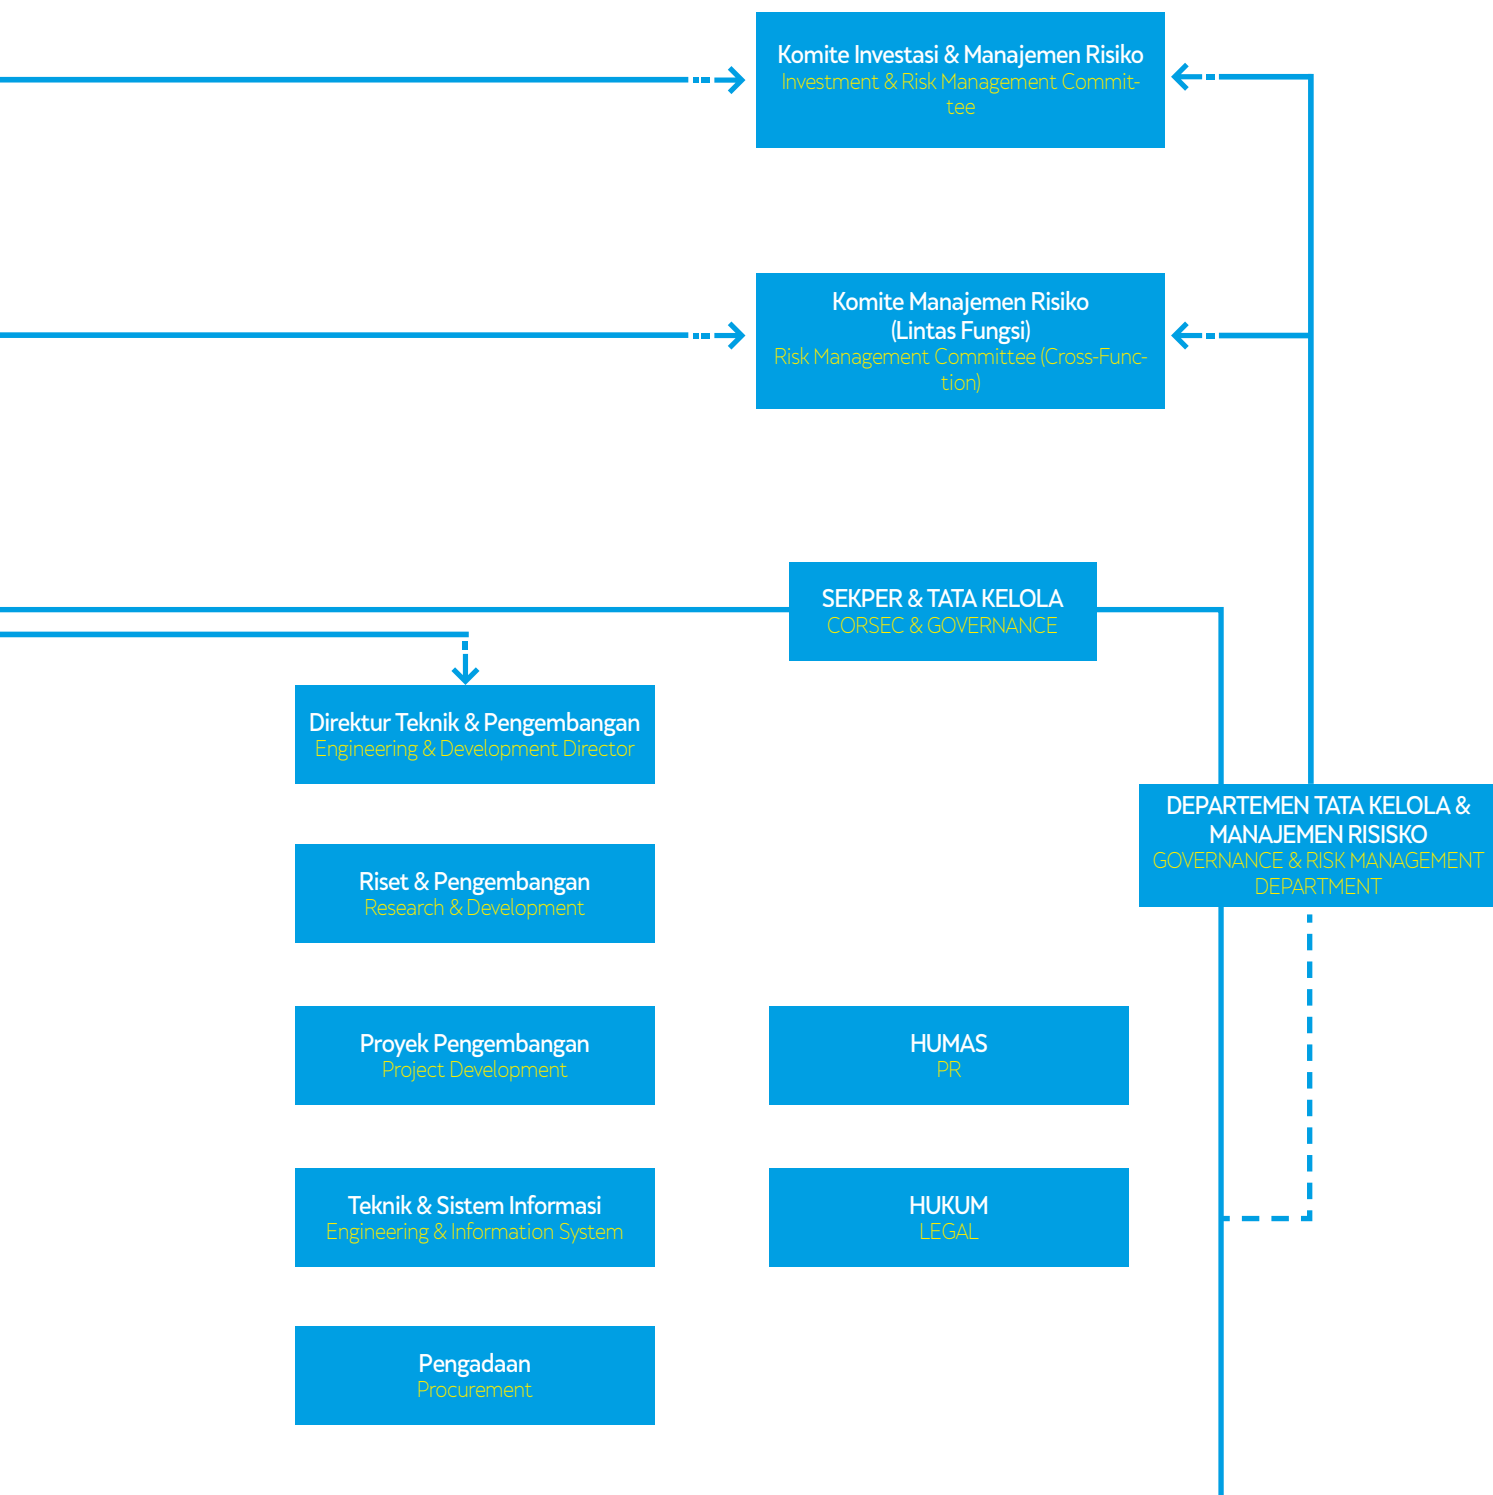 Komite Investasi & Manajemen Risiko
Investment & Risk Management Commit-
tee
Komite Manajemen Risiko
(Lintas Fungsi)
Risk Management Committee (Cross-Func-
tion)
SEKPER & TATA KELOLA
CORSEC & GOVERNANCE
Direktur Teknik & Pengembangan
Engineering & Development Director
DEPARTEMEN TATA KELOLA &
MANAJEMEN RISISKO
GOVERNANCE & RISK MANAGEMENT
DEPARTMENT
Riset & Pengembangan
Research & Development
Proyek Pengembangan
Project Development
HUMAS
PR
Teknik & Sistem Informasi
Engineering & Information System
HUKUM
LEGAL
Pengadaan
Procurement